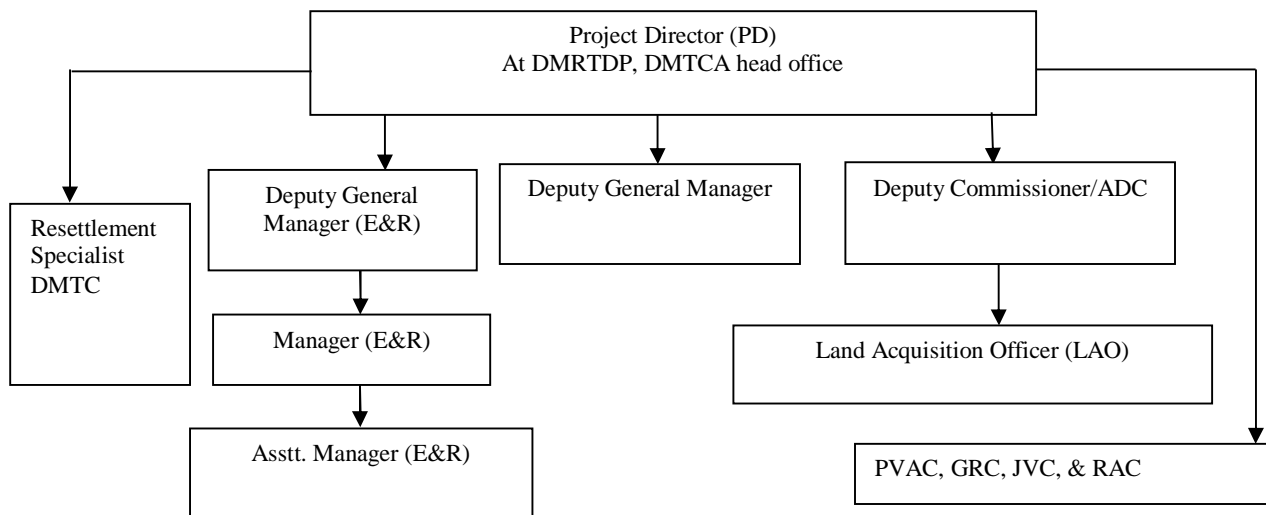 Project Director (PD)
At DMRTDP, DMTCA head office
Deputy General
Manager (E&R)
Deputy General Manager
Deputy Commissioner/ADC
Resettlement
Specialist
DMTC
Manager (E&R)
Land Acquisition Officer (LAO)
Asstt. Manager (E&R)
PVAC, GRC, JVC, & RAC